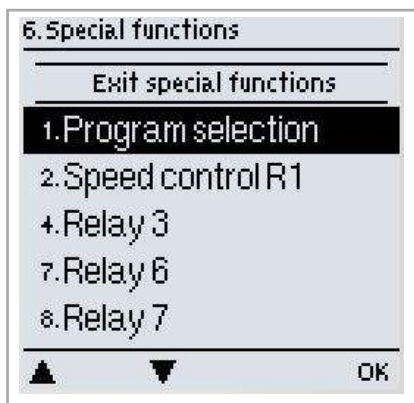 6.Special functions
Exit special functions
1.Program selection
2.Speed control R1
4.Relay 3
7.Relay 6
8.Relay 7
OK